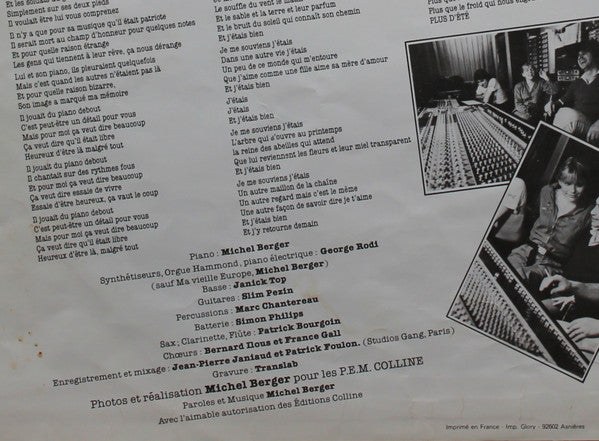 Simplement sur ses deux pieds
Il voulait être lui vous comprenez
Il n'y a que pour sa musique qu'il était patriote
Il serait mort au champ d'honneur pour quelques notes
Et pour quelle raison étrange
Les gens qui tiennent à leur rêve, ça nous dérange
Lui et son piano, ils pleuraient quelquefois
Mais c'est quand les autres n'étaient pas là
Et pour quelle raison bizarre,
Son image a marqué ma mémoire
Il jouait du piano debout
C'est peut-être un détail pour vous
Mais pour moi ça veut dire beaucoup
Ça veut dire qu'il était libre
Heureux d'être là malgré tout
Il jouait du piano debout
Il chantait sur des rythmes fous
Et pour moi ça veut dire beaucoup
Ça veut dire essaie de vivre
Essaie d'être heureux, ça vaut le coup
Il jouait du piano debout
C'est peut-être un détail pour vous
Mais pour moi ça veut dire beaucoup
Ça veut dire qu'il était libre
Heureux d'être là, malgré tout
Le souffle du vent le
Et le sable et la terre et leur parfum
Et le bruit du soleil qui connaît son chemin
Et j'étais bien
Je me souviens j'étais
Dans une autre vie j'étais
Un peu de ce monde qui m'entoure
Que j'aime comme une fille aime sa mère d'amour
Et j'étais bien
J'étais
J'étais
Et j'étais bien
Je me souviens j'étais
L'arbre qui s'ouvre au printemps
la reine des abeilles qui attend
Que lui reviennent les fleurs et leur miel transparent
Et j'étais bien
Je me souviens j'étais
Un autre maillon de la chaîne
Un autre regard mais c'est le même
Une autre façon de savoir dire je t'aime
Et j'étais bien
Et j'y retourne demain
Plus que le froid qui nous
PLUS D'ÉTÉ
Piano : Michel Berger
Synthétiseurs, Orgue Hammond, piano électrique : George Rodi
(sauf Ma vieille Europe, Michel Berger)
Basse : Janick Top
Guitares : Slim Pezin
Percussions : Marc Chantereau
Batterie : Simon Philips
Sax ; Clarinette, Flûte : Patrick Bourgoin
Chœurs : Bernard Ilous et France Gall
Enregistrement et mixage : Jean-Pierre Janiaud et Patrick Foulon. (Studios Gang, Paris)
Gravure : Translab
Photos et réalisation Michel Berger pour les P.E.M. COLLINE
Paroles et Musique Michel Berger
Avec l'aimable autorisation des Éditions Colline
Imprimé en France - Imp. Glory - 92602 Asnières